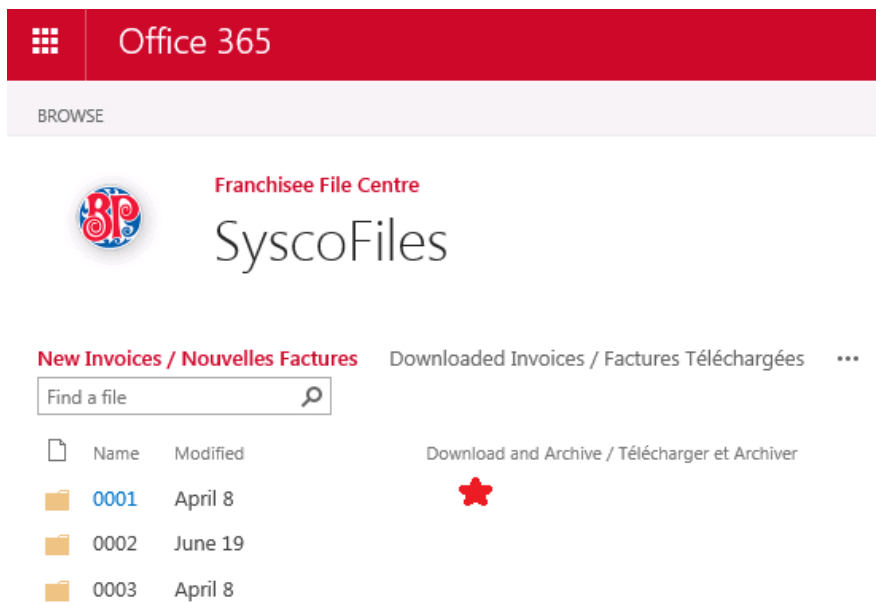 Office 365
BROWSE
BP
Franchisee File Centre
SyscoFiles
New Invoices / Nouvelles Factures Downloaded Invoices / Factures Téléchargées ...
Find a file
Name Modified Download and Archive / Télécharger et Archiver
0001 April 8
0002 June 19
0003 April 8